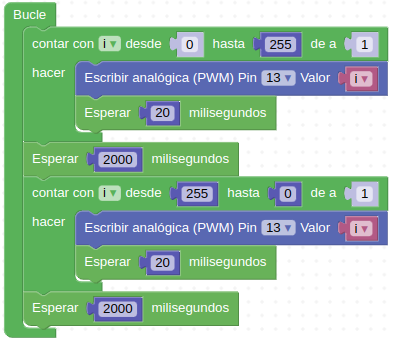 Bucle
contar con i desde 0 hasta 255 de a 1
hacer Escribir analógica (PWM) Pin 13 Valor i
Esperar 20 milisegundos
Esperar 2000 milisegundos
contar con i desde 255 hasta 0 de a 1
hacer Escribir analógica (PWM) Pin 13 Valor i
Esperar 20 milisegundos
Esperar 2000 milisegundos